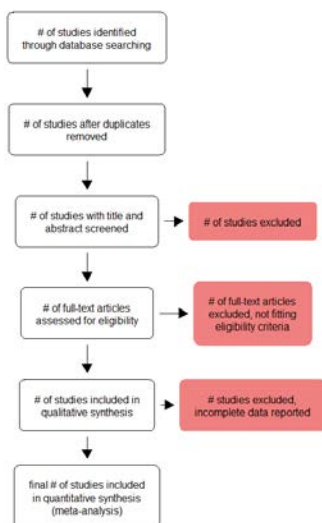 # of studies identified
through database searching
# of studies after duplicates
removed
# of studies with title and
abstract screened
# of studies excluded
# of full-text articles
assessed for eligibility
# of full-text articles
excluded, not fitting
eligibility criteria
# of studies included in
qualitative synthesis
# studies excluded,
incomplete data reported
final # of studies included
in quantitative synthesis
(meta-analysis)